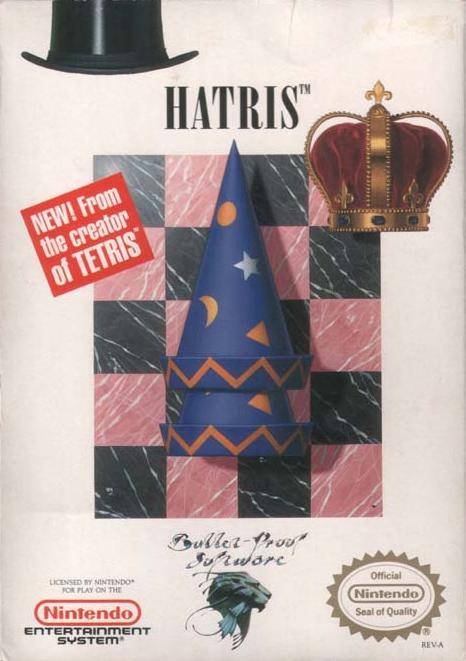 HATRIS™
NEW! From
the creator
of TETRIS™
Bullet-Proof
Software
LICENSED BY NINTENDO®
FOR PLAY ON THE
Nintendo
ENTERTAINMENT
SYSTEM®
Official
Nintendo
Seal of Quality
®
REV-A